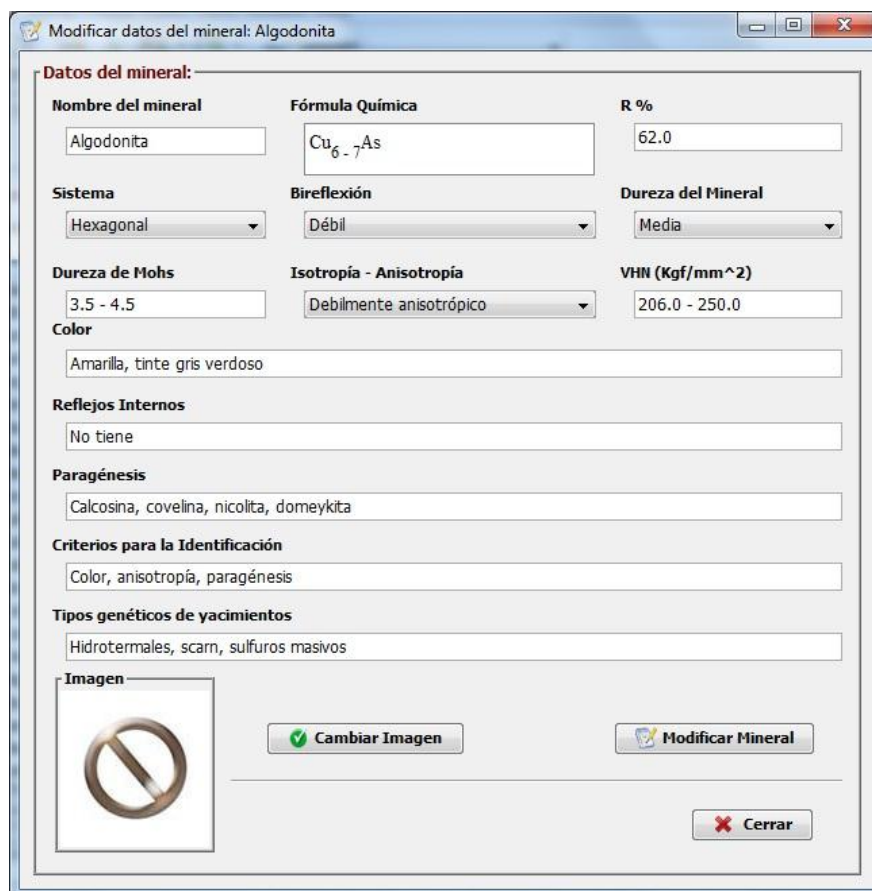 Modificar datos del mineral: Algodonita
Datos del mineral:
Nombre del mineral Fórmula Química R %
Algodonita Cu6 - 7As 62.0
Sistema Bireflexión Dureza del Mineral
Hexagonal Débil Media
Dureza de Mohs Isotropía - Anisotropía VHN (Kgf/mm^2)
3.5 - 4.5 Debilmente anisotrópico 206.0 - 250.0
Color
Amarilla, tinte gris verdoso
Reflejos Internos
No tiene
Paragénesis
Calcosina, covelina, nicolita, domeykita
Criterios para la Identificación
Color, anisotropía, paragénesis
Tipos genéticos de yacimientos
Hidrotermales, scarn, sulfuros masivos
Imagen
Cambiar Imagen Modificar Mineral
Cerrar